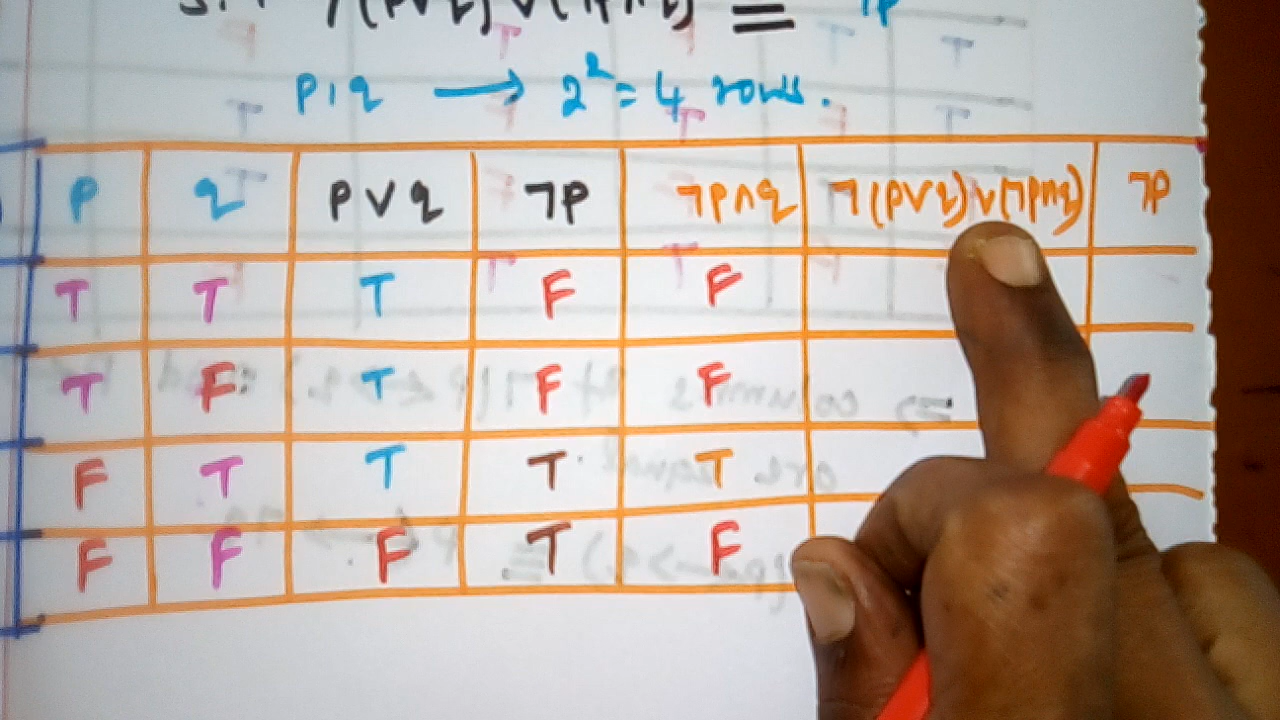 ¬(p∨q)∨(¬p∧q) ≡ ¬p
p, q → 2² = 4 rows.
p q p∨q ¬p ¬p∧q ¬(p∨q)∨(¬p∧q) ¬p
T T T F F
T F T F F
F T T T T
F F F T F